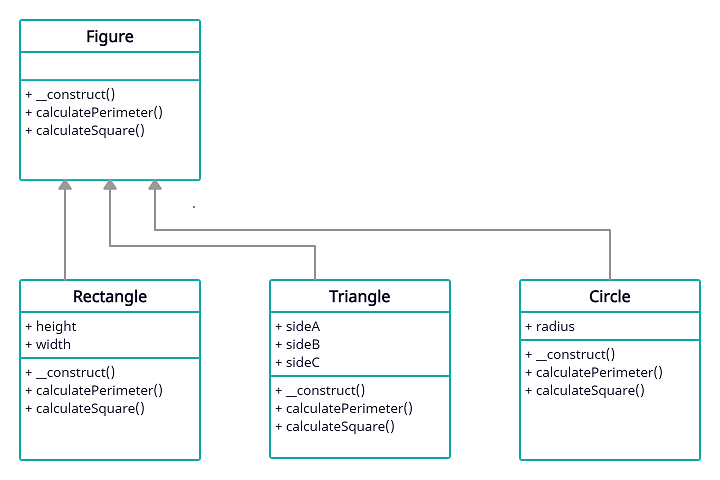 Figure
+ __construct()
+ calculatePerimeter()
+ calculateSquare()
Rectangle
+ height
+ width
+ __construct()
+ calculatePerimeter()
+ calculateSquare()
Triangle
+ sideA
+ sideB
+ sideC
+ __construct()
+ calculatePerimeter()
+ calculateSquare()
Circle
+ radius
+ __construct()
+ calculatePerimeter()
+ calculateSquare()